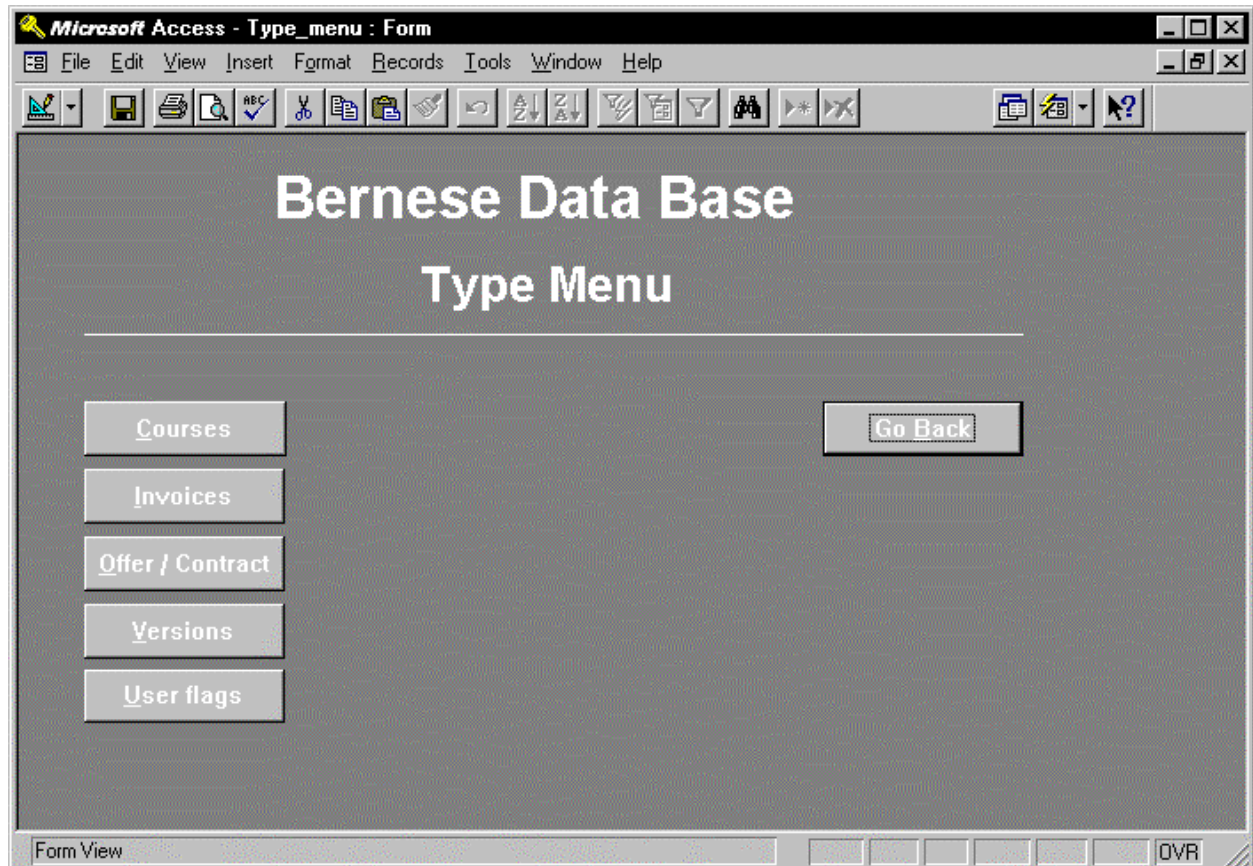 Microsoft Access - Type_menu : Form
File Edit View Insert Format Records Tools Window Help
Bernese Data Base
Type Menu
Courses
Go Back
Invoices
Offer / Contract
Versions
User flags
Form View
OVR